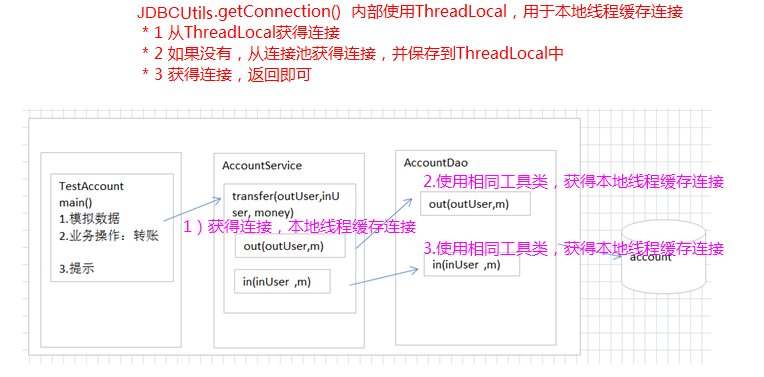 JDBCUtils.getConnection() 内部使用ThreadLocal，用于本地线程缓存连接
* 1 从ThreadLocal获得连接
* 2 如果没有，从连接池获得连接，并保存到ThreadLocal中
* 3 获得连接，返回即可
TestAccount
main()
1.模拟数据
2.业务操作：转账
3.提示
AccountService
transfer(outUser,inU
ser, money)
1）获得连接，本地线程缓存连接
out(outUser,m)
in(inUser ,m)
AccountDao
2.使用相同工具类，获得本地线程缓存连接
out(outUser,m)
3.使用相同工具类，获得本地线程缓存连接
in(inUser ,m)
account